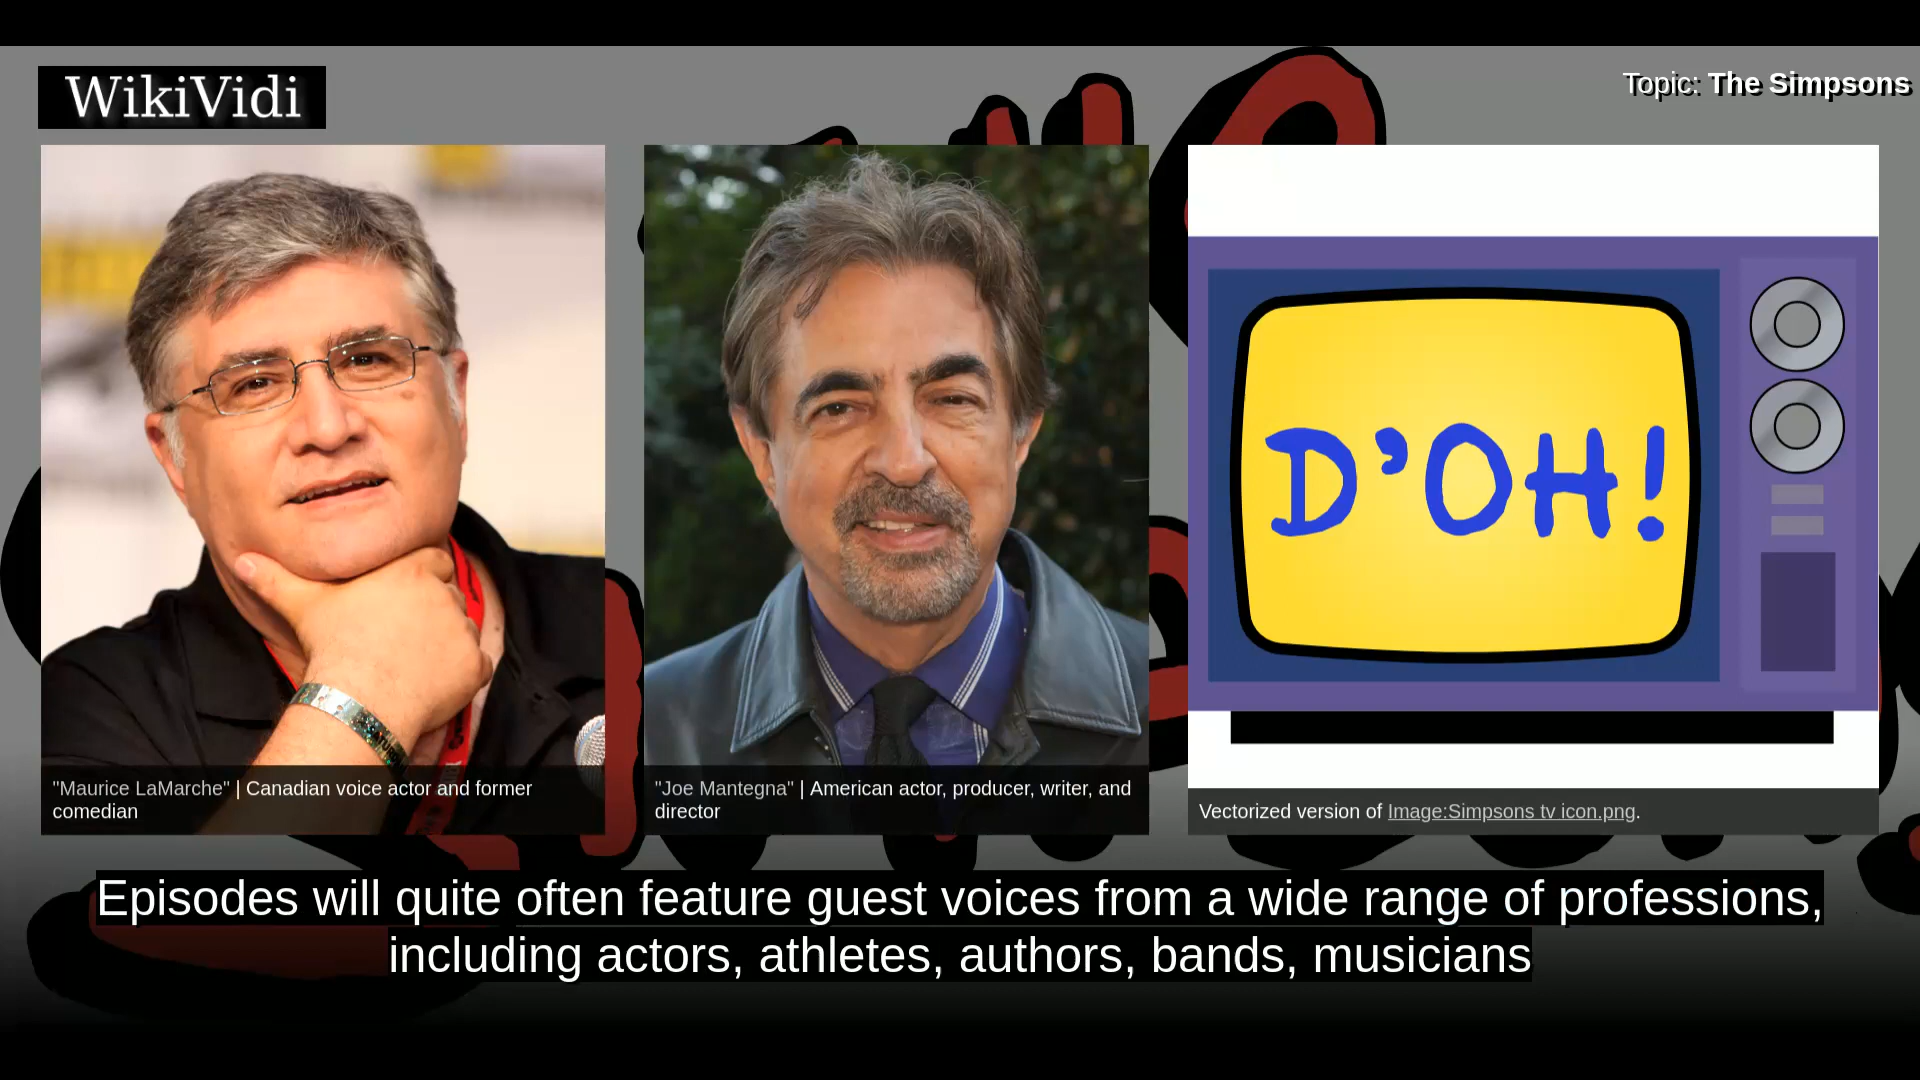 WikiVidi
Topic: The Simpsons
D’OH!
"Maurice LaMarche" | Canadian voice actor and former
comedian
"Joe Mantegna" | American actor, producer, writer, and
director
Vectorized version of Image:Simpsons tv icon.png.
Episodes will quite often feature guest voices from a wide range of professions,
including actors, athletes, authors, bands, musicians